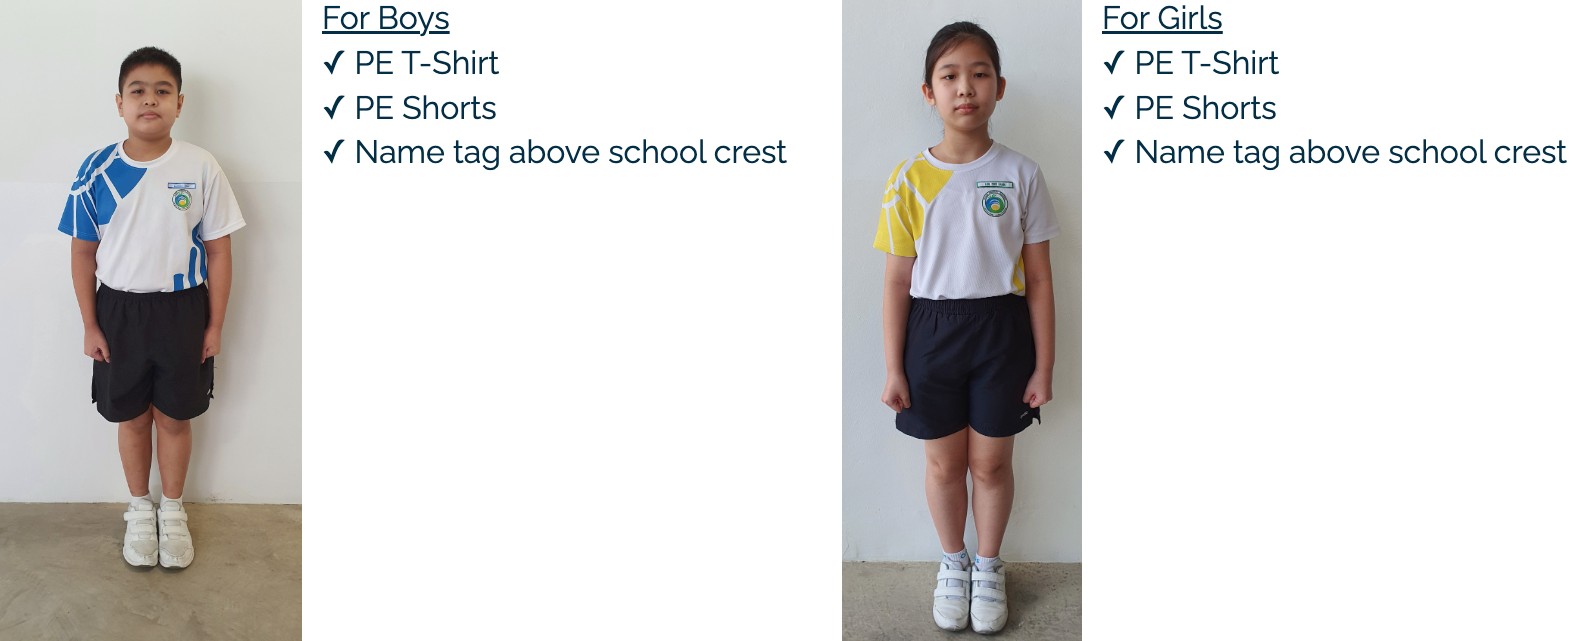 For Boys
✓ PE T-Shirt
✓ PE Shorts
✓ Name tag above school crest
For Girls
✓ PE T-Shirt
✓ PE Shorts
✓ Name tag above school crest